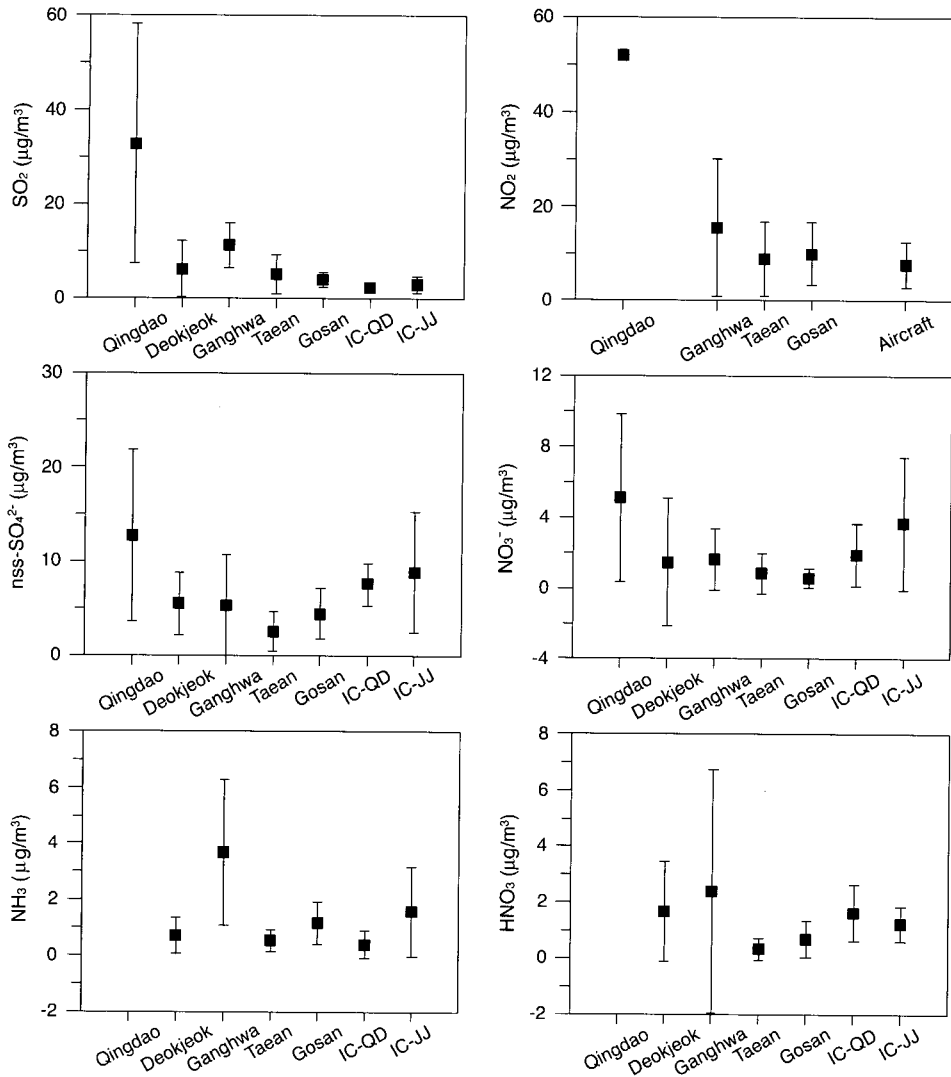 60
40
20
0
SO₂ (μg/m³)
Qingdao
Deokjeok
Ganghwa
Taean
Gosan
IC-QD
IC-JJ
60
40
20
0
NO₂ (μg/m³)
Qingdao
Ganghwa
Taean
Gosan
Aircraft
30
20
10
0
nss-SO₄²⁻ (μg/m³)
Qingdao
Deokjeok
Ganghwa
Taean
Gosan
IC-QD
IC-JJ
12
8
4
0
-4
NO₃⁻ (μg/m³)
Qingdao
Deokjeok
Ganghwa
Taean
Gosan
IC-QD
IC-JJ
8
6
4
2
0
-2
NH₃ (μg/m³)
Qingdao
Deokjeok
Ganghwa
Taean
Gosan
IC-QD
IC-JJ
8
6
4
2
0
-2
HNO₃ (μg/m³)
Qingdao
Deokjeok
Ganghwa
Taean
Gosan
IC-QD
IC-JJ